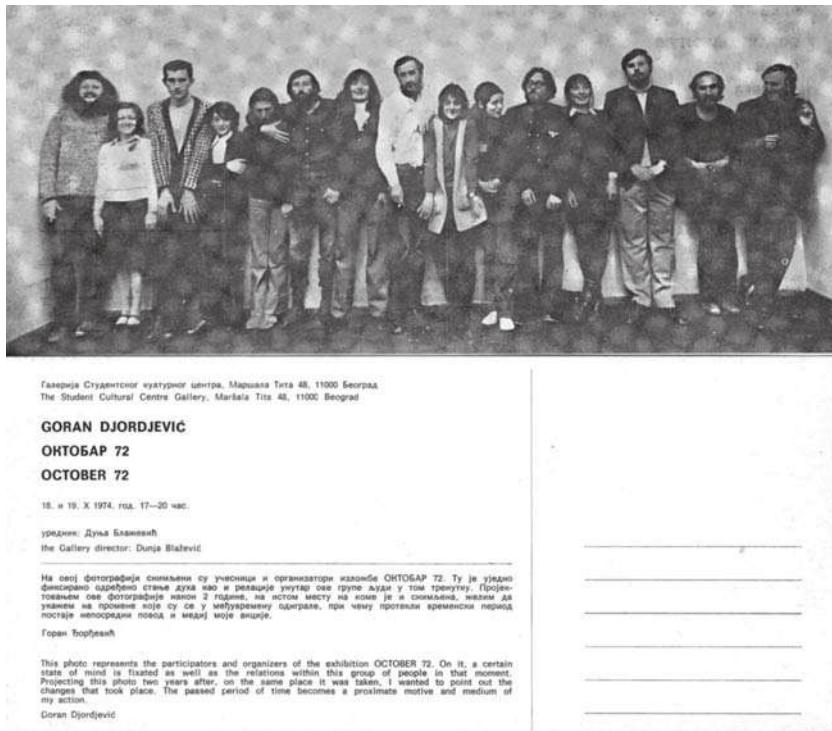 Галерија Студентског културног центра, Маршала Тита 48, 11000 Београд
The Student Cultural Centre Gallery, Maršala Tita 48, 11000 Beograd
GORAN DJORDJEVIĆ
ОКТОБАР 72
OCTOBER 72
18. и 19. X 1974. год. 17—20 час.
уредник: Дуња Блажевић
the Gallery director: Dunja Blažević
На овој фотографији снимљени су учесници и организатори изложбе ОКТОБАР 72. Ту је уједно
фиксирано одређено стање духа као и релације унутар ове групе људи у том тренутку. Пројек-
товањем ове фотографије након 2 године, на истом месту на коме је и снимљена, желим да
укажем на промене које су се у међувремену одиграле, при чему протекли временски период
постаје непосредни повод и медиј моје акције.
Горан Ђорђевић
This photo represents the participators and organizers of the exhibition OCTOBER 72. On it, a certain
state of mind is fixated as well as the relations within this group of people in that moment.
Projecting this photo two years after, on the same place it was taken, I wanted to point out the
changes that took place. The passed period of time becomes a proximate motive and medium of
my action.
Goran Djordjević